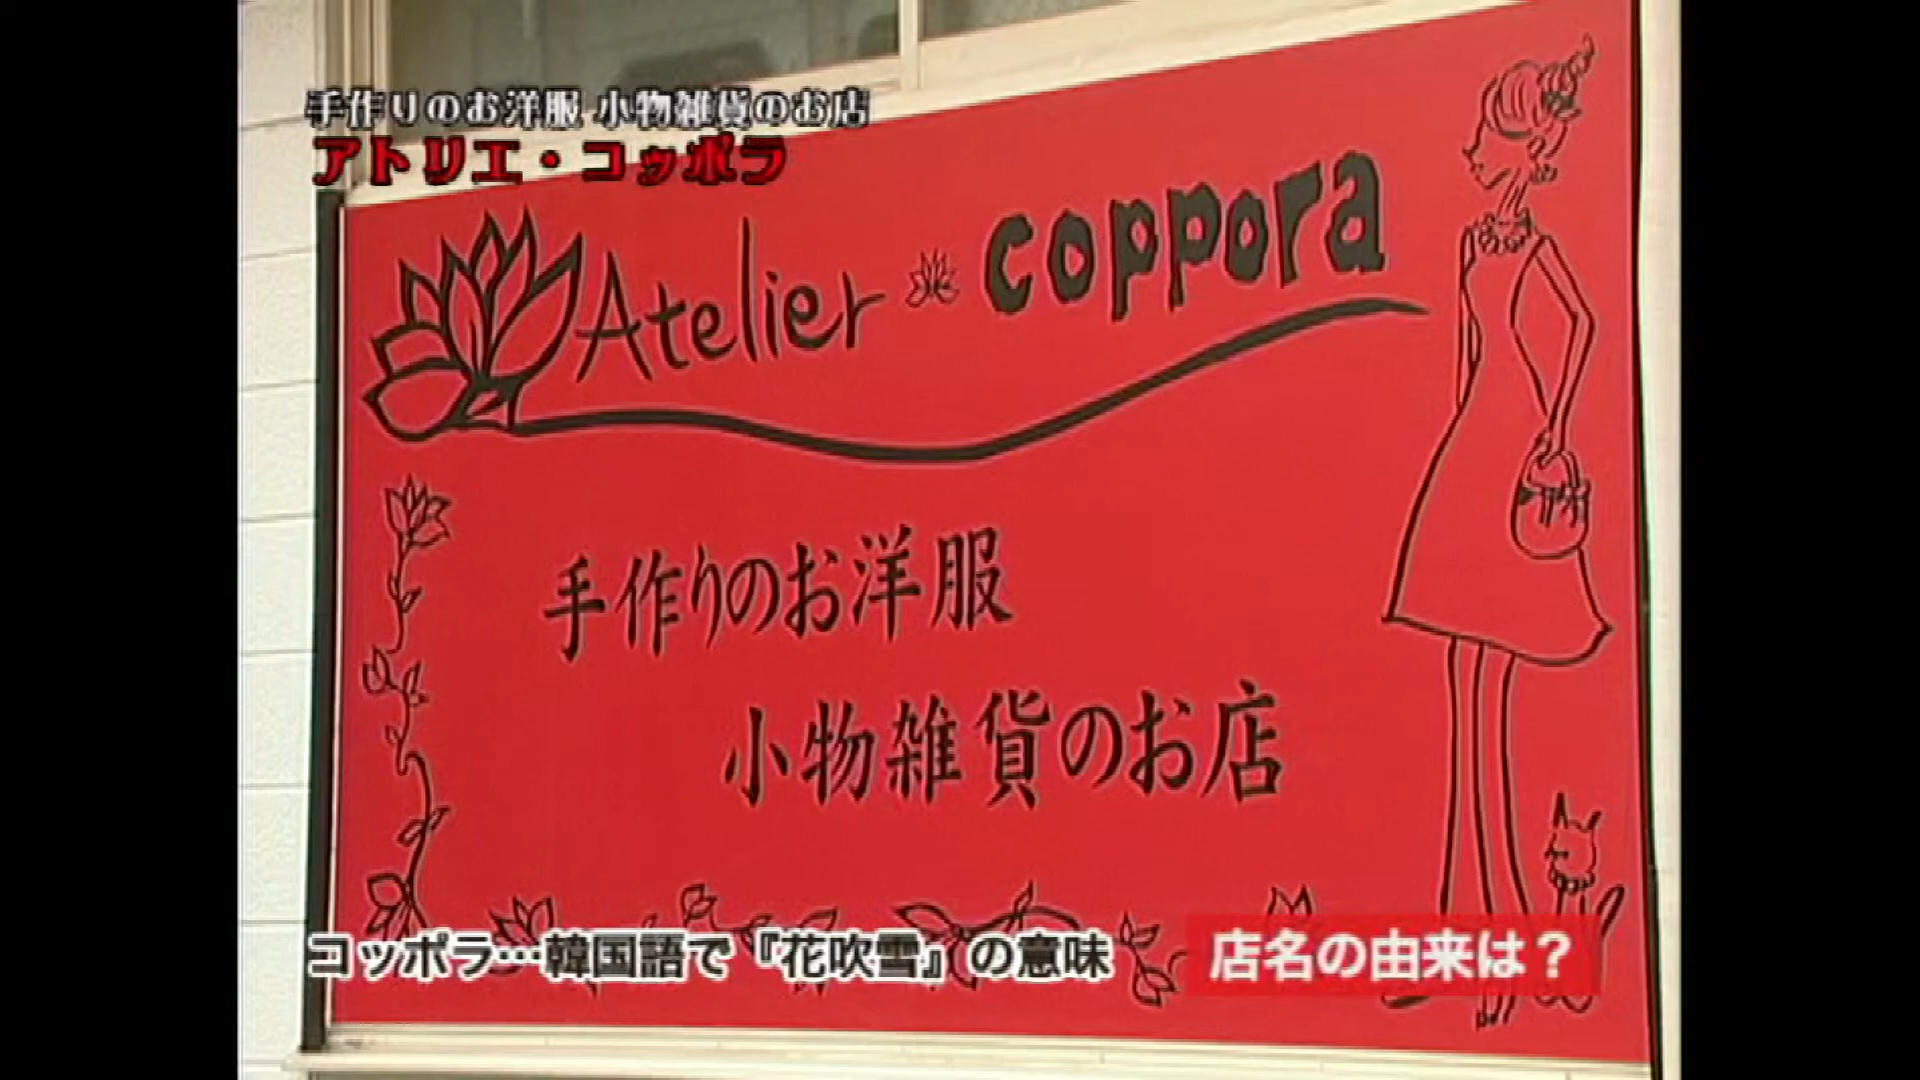 手作りのお洋服 小物雑貨のお店
アトリエ・コッポラ
Atelier coppora
手作りのお洋服
小物雑貨のお店
コッポラ…韓国語で『花吹雪』の意味
店名の由来は？